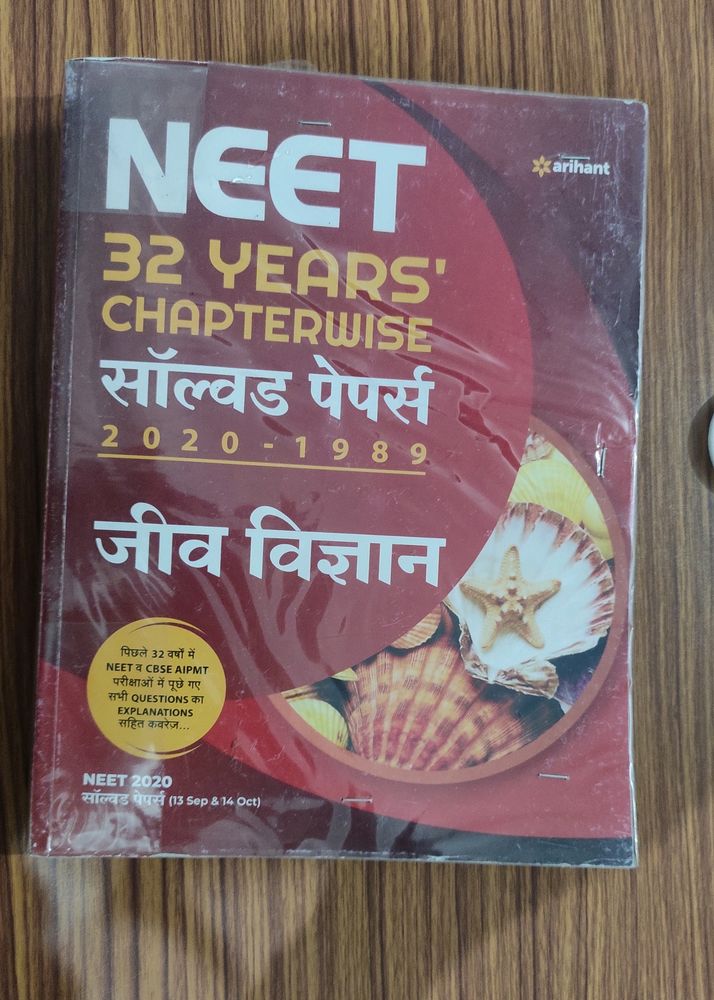 NEET
arihant
32 YEARS'
CHAPTERWISE
सॉल्वड पेपर्स
2020-1989
जीव विज्ञान
पिछले 32 वर्षों में
NEET व CBSE AIPMT
परीक्षाओं में पूछे गए
सभी QUESTIONS का
EXPLANATIONS
सहित कवरेज...
NEET 2020
सॉल्वड पेपर्स (13 Sep & 14 Oct)